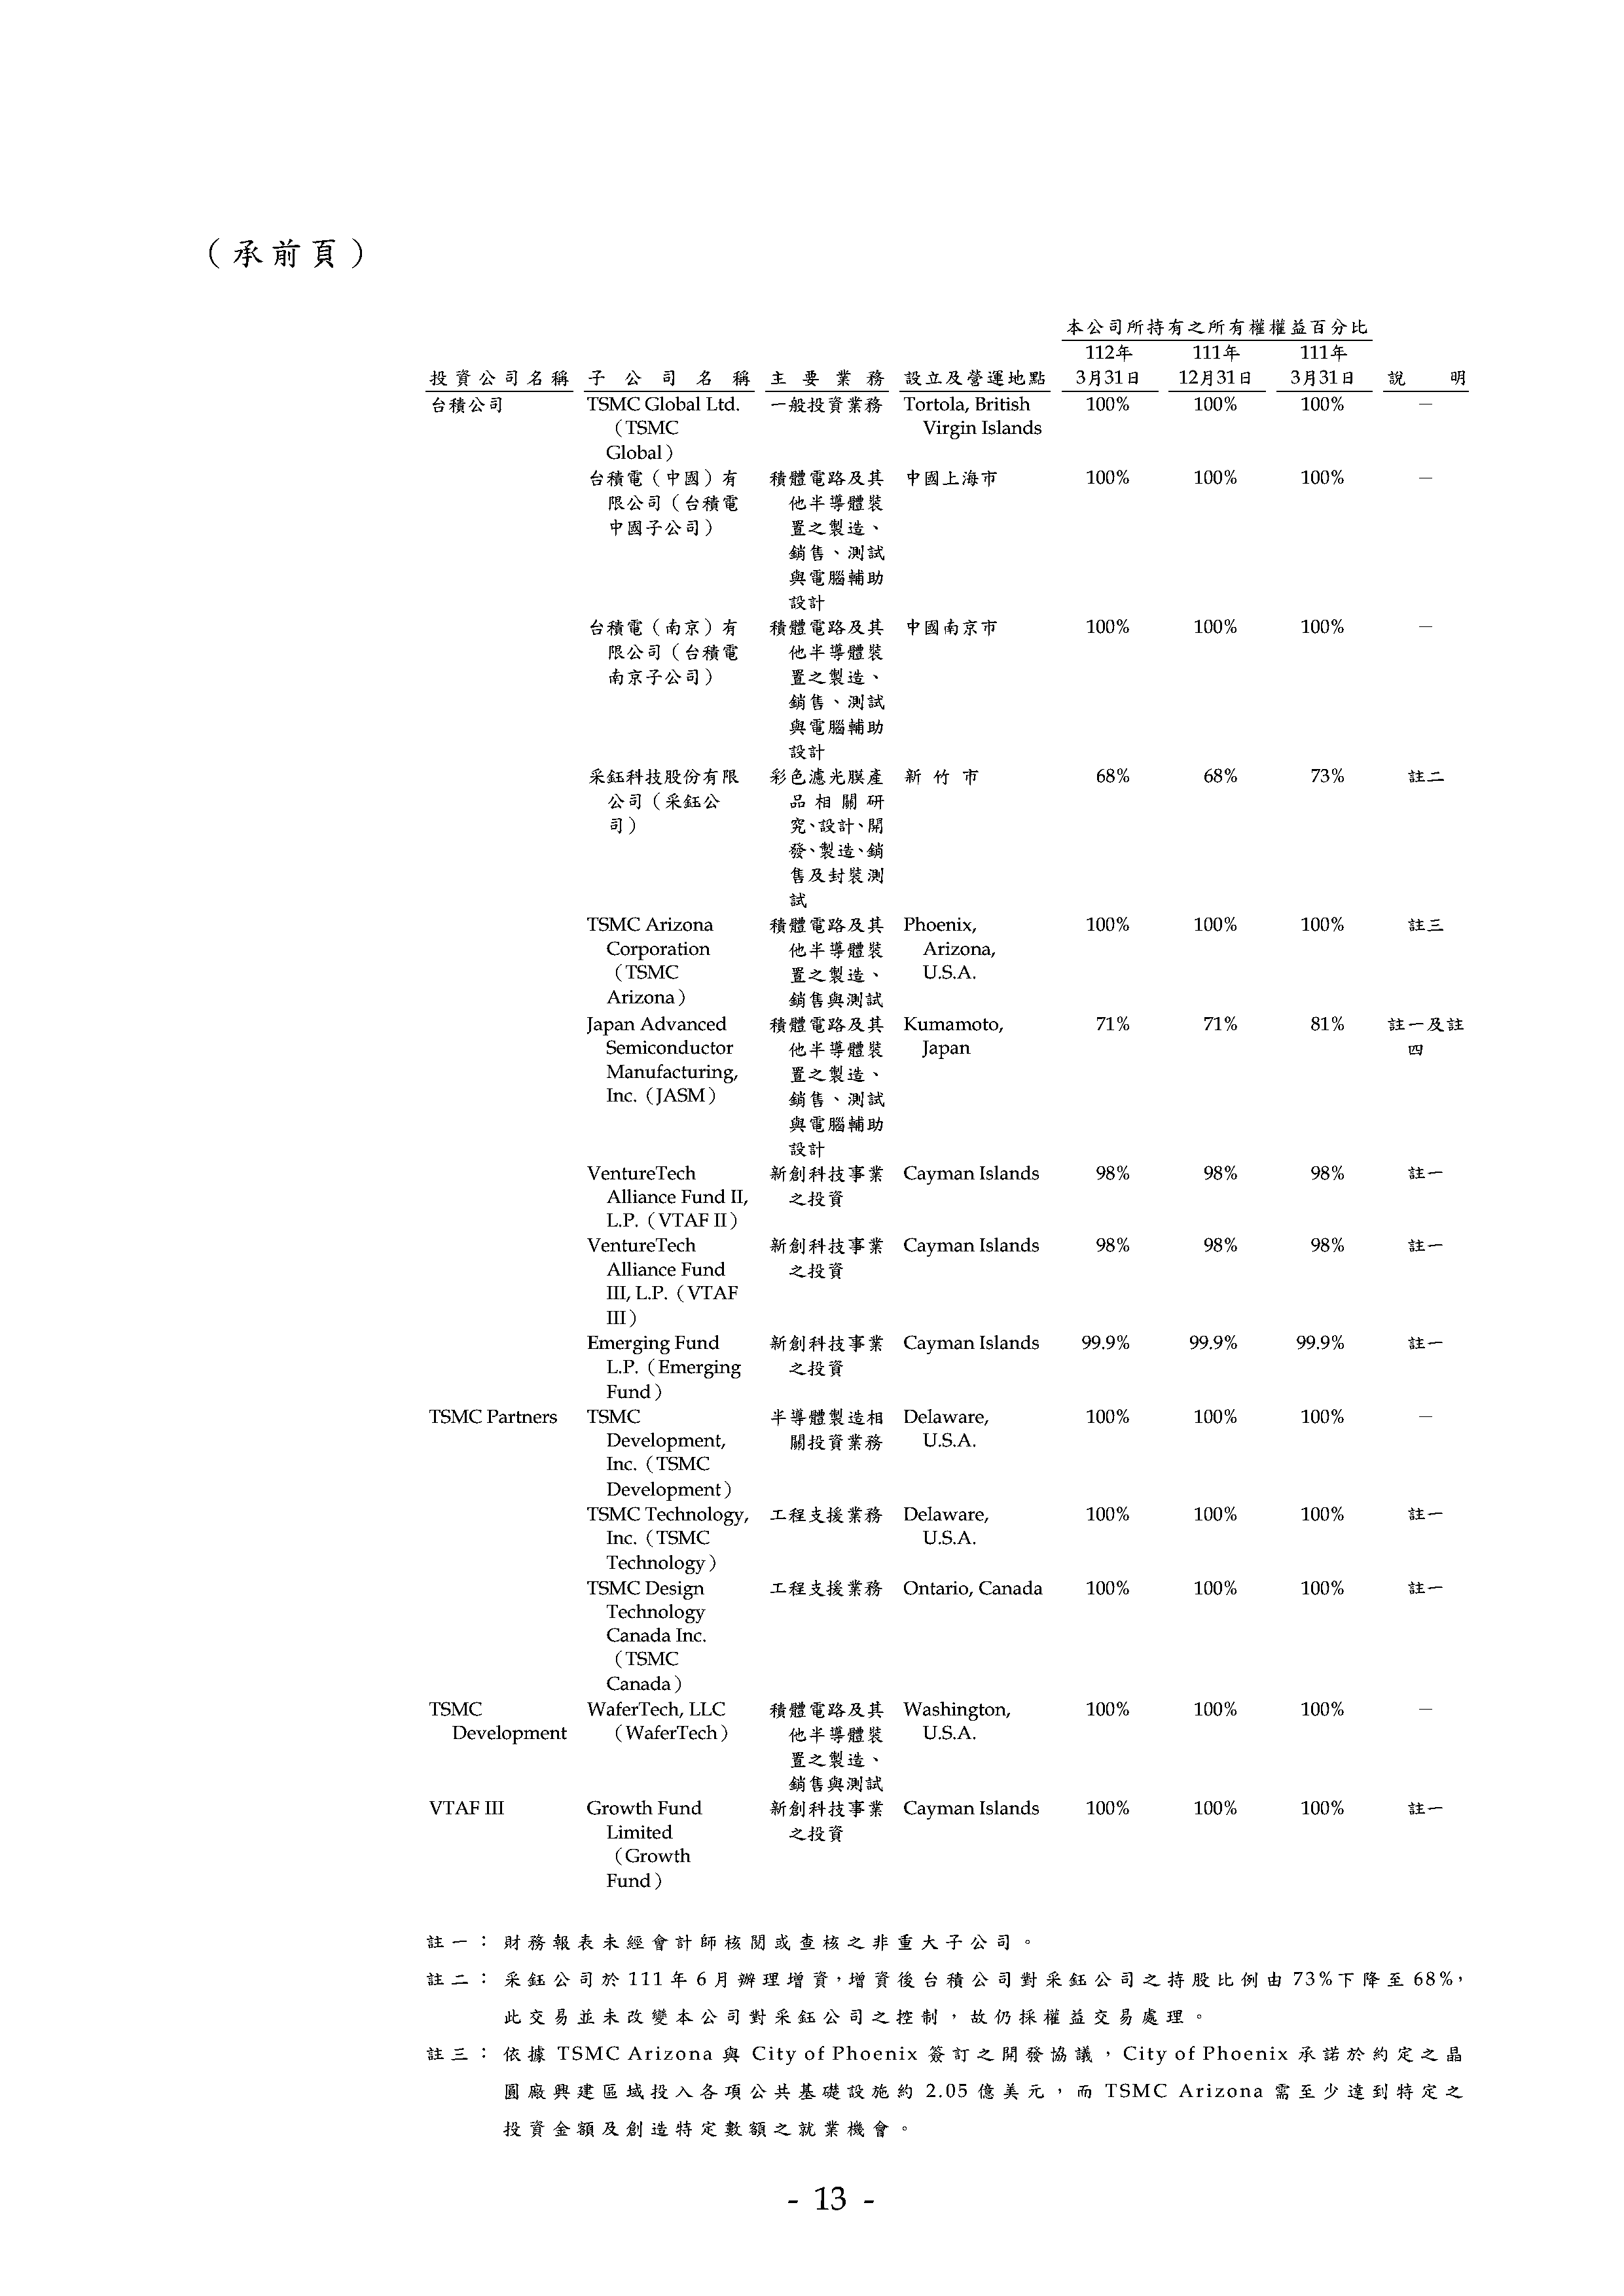 （承前頁）
本公司所持有之所有權權益百分比
112年 111年 111年
投資公司名稱 子公司名稱 主要業務 設立及營運地點 3月31日 12月31日 3月31日 說明
台積公司 TSMC Global Ltd. 一般投資業務 Tortola, British 100% 100% 100% －
（TSMC Virgin Islands
Global）
台積電（中國）有 積體電路及其 中國上海市 100% 100% 100% －
限公司（台積電 他半導體裝
中國子公司） 置之製造、
銷售、測試
與電腦輔助
設計
台積電（南京）有 積體電路及其 中國南京市 100% 100% 100% －
限公司（台積電 他半導體裝
南京子公司） 置之製造、
銷售、測試
與電腦輔助
設計
采鈺科技股份有限 彩色濾光膜產 新竹市 68% 68% 73% 註二
公司（采鈺公 品相關研
司） 究、設計、開
發、製造、銷
售及封裝測
試
TSMC Arizona 積體電路及其 Phoenix, 100% 100% 100% 註三
Corporation 他半導體裝 Arizona,
（TSMC 置之製造、 U.S.A.
Arizona） 銷售與測試
Japan Advanced 積體電路及其 Kumamoto, 71% 71% 81% 註一及註
Semiconductor 他半導體裝 Japan 四
Manufacturing, 置之製造、
Inc.（JASM） 銷售、測試
與電腦輔助
設計
VentureTech 新創科技事業 Cayman Islands 98% 98% 98% 註一
Alliance Fund II, 之投資
L.P.（VTAF II）
VentureTech 新創科技事業 Cayman Islands 98% 98% 98% 註一
Alliance Fund 之投資
III, L.P.（VTAF
III）
Emerging Fund 新創科技事業 Cayman Islands 99.9% 99.9% 99.9% 註一
L.P.（Emerging 之投資
Fund）
TSMC Partners TSMC 半導體製造相 Delaware, 100% 100% 100% －
Development, 關投資業務 U.S.A.
Inc.（TSMC
Development）
TSMC Technology, 工程支援業務 Delaware, 100% 100% 100% 註一
Inc.（TSMC U.S.A.
Technology）
TSMC Design 工程支援業務 Ontario, Canada 100% 100% 100% 註一
Technology
Canada Inc.
（TSMC
Canada）
TSMC WaferTech, LLC 積體電路及其 Washington, 100% 100% 100% －
Development （WaferTech） 他半導體裝 U.S.A.
置之製造、
銷售與測試
VTAF III Growth Fund 新創科技事業 Cayman Islands 100% 100% 100% 註一
Limited 之投資
（Growth
Fund）
註一：財務報表未經會計師核閱或查核之非重大子公司。
註二：采鈺公司於111年6月辦理增資，增資後台積公司對采鈺公司之持股比例由73%下降至68%，
此交易並未改變本公司對采鈺公司之控制，故仍採權益交易處理。
註三：依據 TSMC Arizona 與 City of Phoenix 簽訂之開發協議，City of Phoenix 承諾於約定之晶
圓廠興建區域投入各項公共基礎設施約 2.05 億美元，而 TSMC Arizona 需至少達到特定之
投資金額及創造特定數額之就業機會。
- 13 -